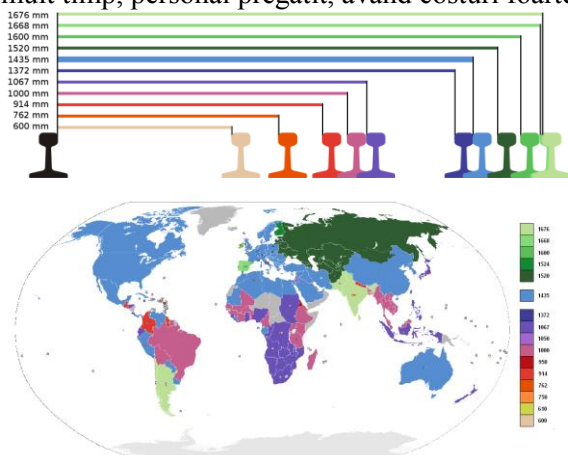 mult timp, personal pregătit, având costuri foarte
1676 mm
1668 mm
1600 mm
1520 mm
1435 mm
1372 mm
1067 mm
1000 mm
914 mm
762 mm
600 mm
1676
1668
1600
1524
1520
1435
1372
1067
1050
1000
950
914
762
750
610
600